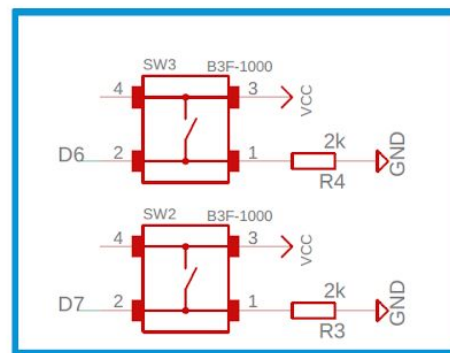 SW3 B3F-1000
4 3 VCC
2k
D6 2 1 GND
R4
SW2 B3F-1000
4 3 VCC
2k
D7 2 1 GND
R3